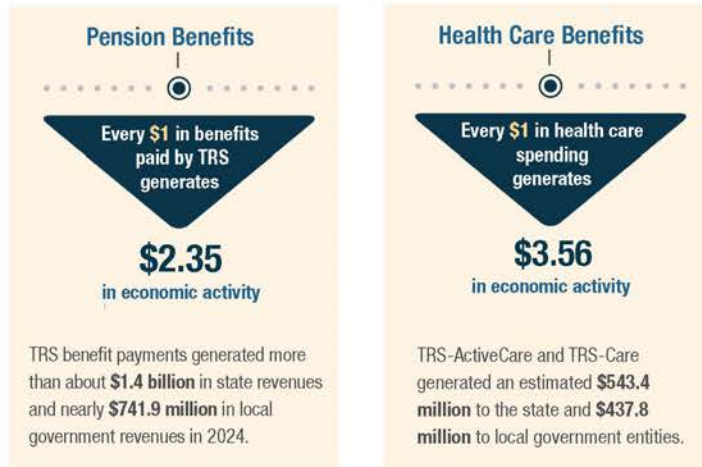 Pension Benefits
Every $1 in benefits
paid by TRS
generates
$2.35
in economic activity
TRS benefit payments generated more
than about $1.4 billion in state revenues
and nearly $741.9 million in local
government revenues in 2024.
Health Care Benefits
Every $1 in health care
spending
generates
$3.56
in economic activity
TRS-ActiveCare and TRS-Care
generated an estimated $543.4
million to the state and $437.8
million to local government entities.